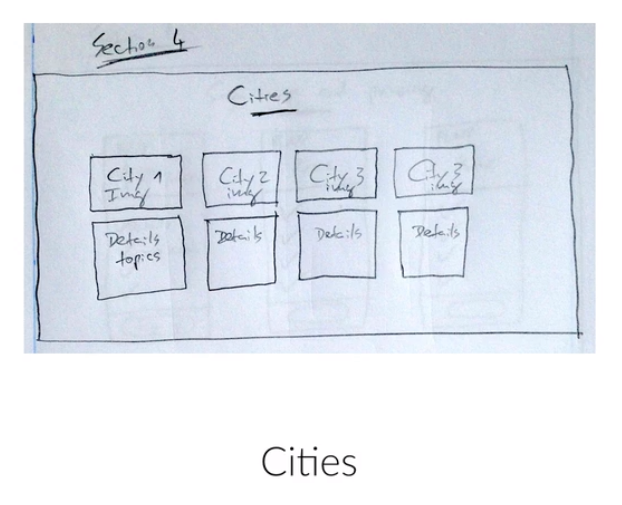 Section 4
Cities
City 1
Img
City 2
img
City 3
img
City 3
img
Details
topics
Details
Details
Details
Cities